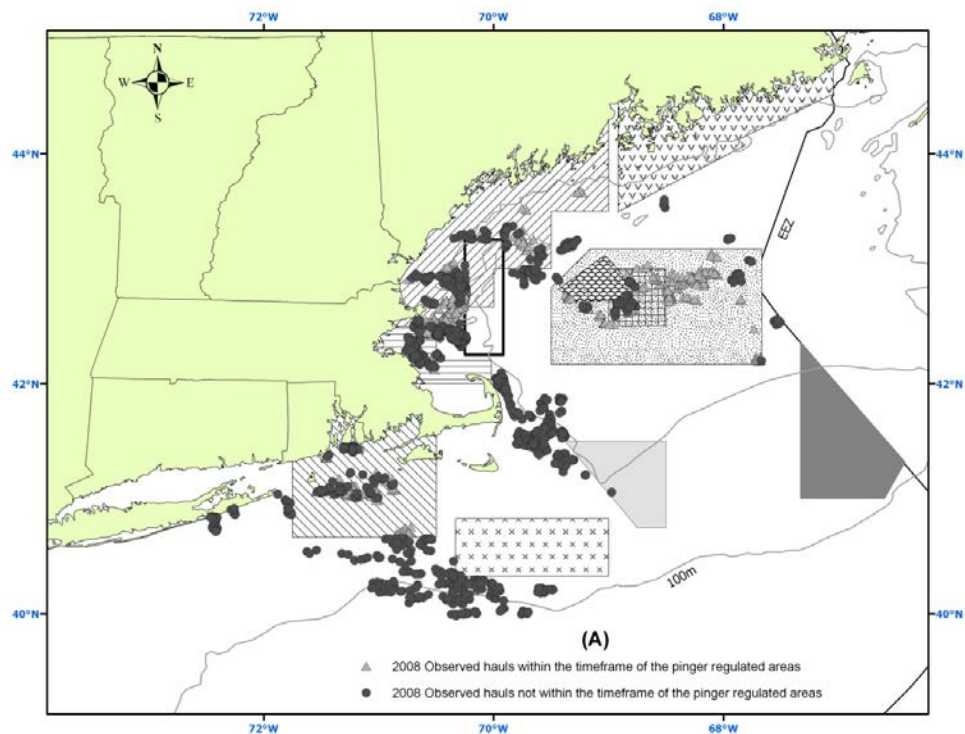 72°W 70°W 68°W
N
W E
S
44°N 44°N
EEZ
42°N 42°N
100m
40°N 40°N
(A)
2008 Observed hauls within the timeframe of the pinger regulated areas
2008 Observed hauls not within the timeframe of the pinger regulated areas
72°W 70°W 68°W